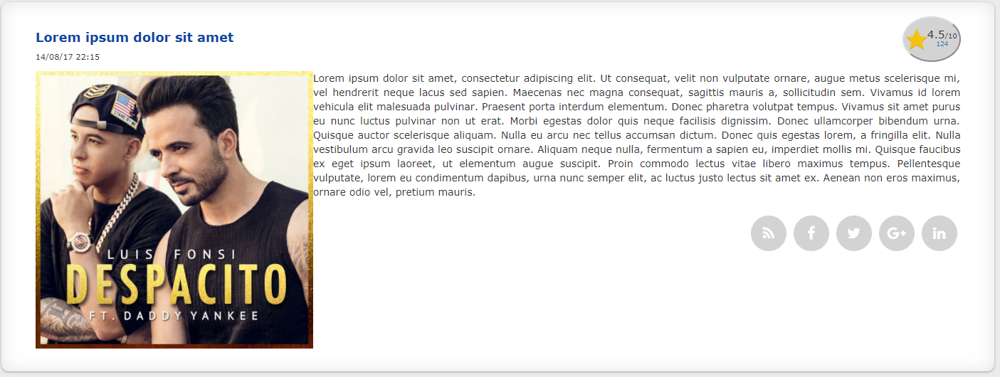 Lorem ipsum dolor sit amet
4.5/10
124
14/08/17 22:15
Lorem ipsum dolor sit amet, consectetur adipiscing elit. Ut consequat, velit non vulputate ornare, augue metus scelerisque mi,
vel hendrerit neque lacus sed sapien. Maecenas nec magna consequat, sagittis mauris a, sollicitudin sem. Vivamus id lorem
vehicula elit malesuada pulvinar. Praesent porta interdum elementum. Donec pharetra volutpat tempus. Vivamus sit amet purus
eu nunc luctus pulvinar non ut erat. Morbi egestas dolor quis neque facilisis dignissim. Donec ullamcorper bibendum urna.
Quisque auctor scelerisque aliquam. Nulla eu arcu nec tellus accumsan dictum. Donec quis egestas lorem, a fringilla elit. Nulla
vestibulum arcu gravida leo suscipit ornare. Aliquam neque nulla, fermentum a sapien eu, imperdiet mollis mi. Quisque faucibus
ex eget ipsum laoreet, ut elementum augue suscipit. Proin commodo lectus vitae libero maximus tempus. Pellentesque
vulputate, lorem eu condimentum dapibus, urna nunc semper elit, ac luctus justo lectus sit amet ex. Aenean non eros maximus,
ornare odio vel, pretium mauris.
STAND BY ME
LUIS FONSI
DESPACITO
FT. DADDY YANKEE
f G+ in